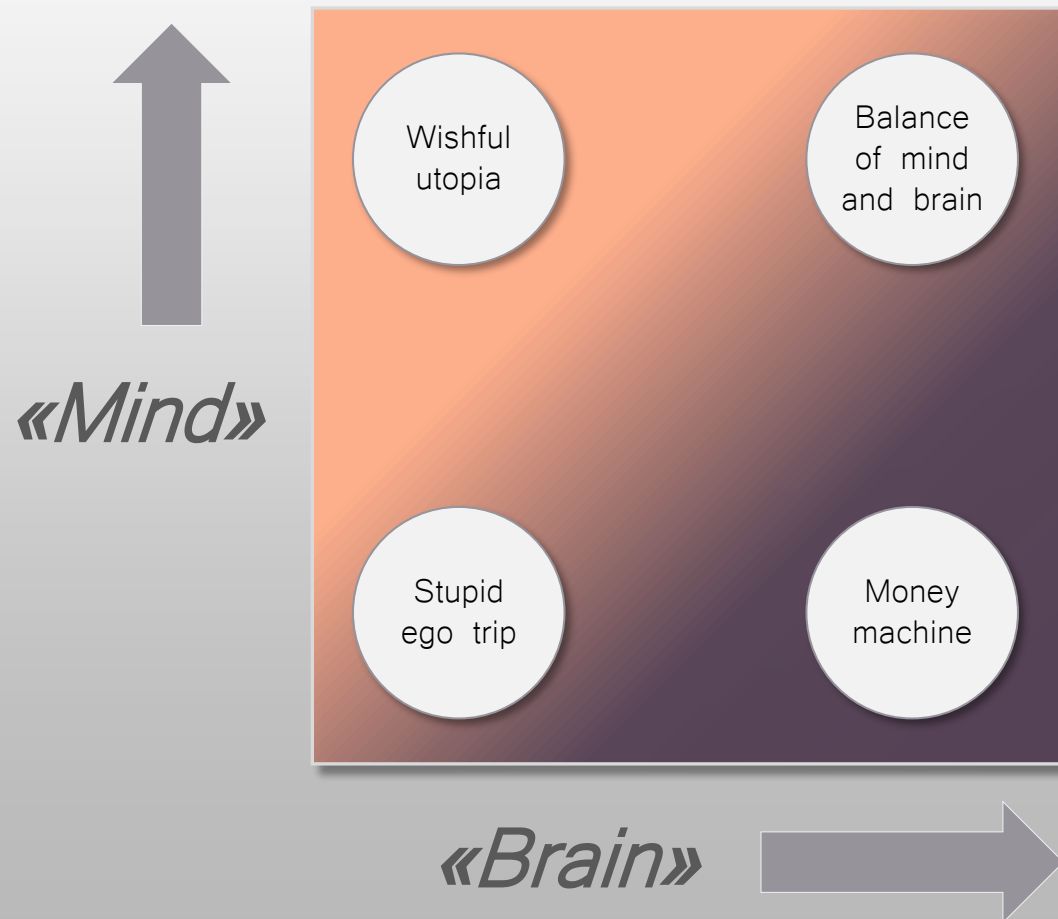 Wishful
utopia
Balance
of mind
and brain
«Mind»
Stupid
ego trip
Money
machine
«Brain»